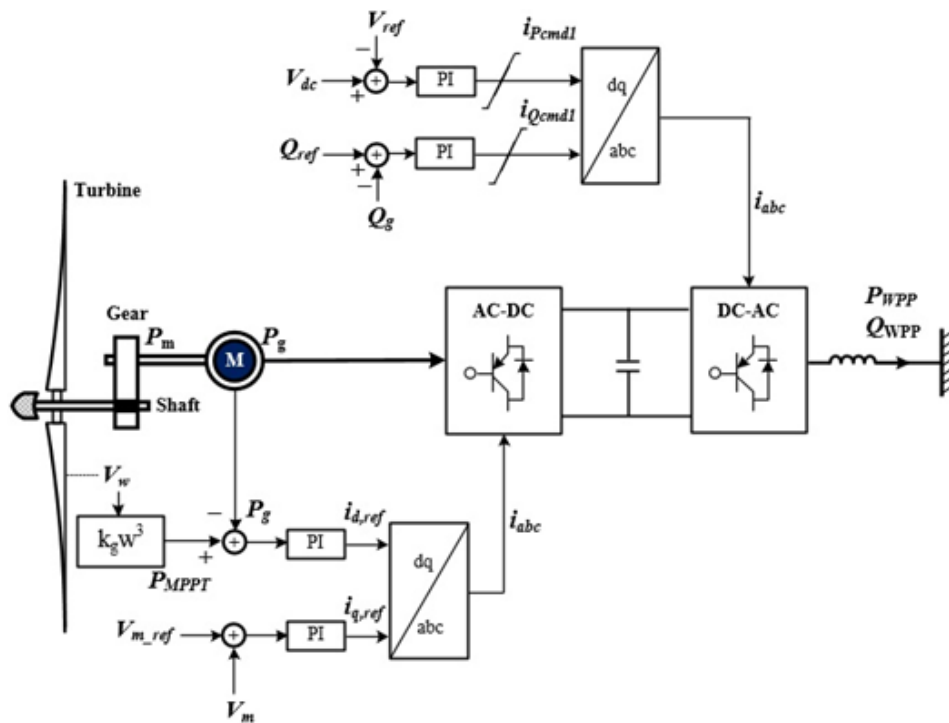 V_ref
−
i_Pcmd1
V_dc
+
+
PI
dq
i_Qcmd1
Q_ref
+
+
PI
abc
−
Turbine
Q_g
i_abc
Gear
AC-DC
DC-AC
P_WPP
P_m
P_g
Q_WPP
M
Shaft
V_w
−
P_g
i_d,ref
i_abc
k_g w^3
+
+
PI
dq
P_MPPT
i_q,ref
V_m_ref
+
PI
abc
V_m